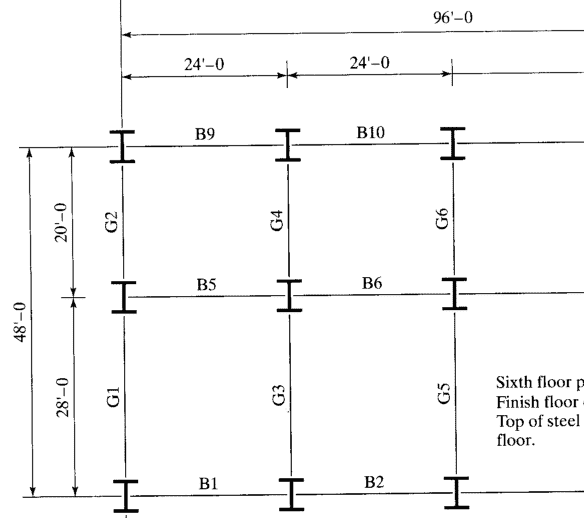 96'-0
24'-0 24'-0
B9 B10
G2 G4 G6
20'-0
B5 B6
48'-0
28'-0
G1 G3 G5
Sixth floor p
Finish floor
Top of steel
floor.
B1 B2